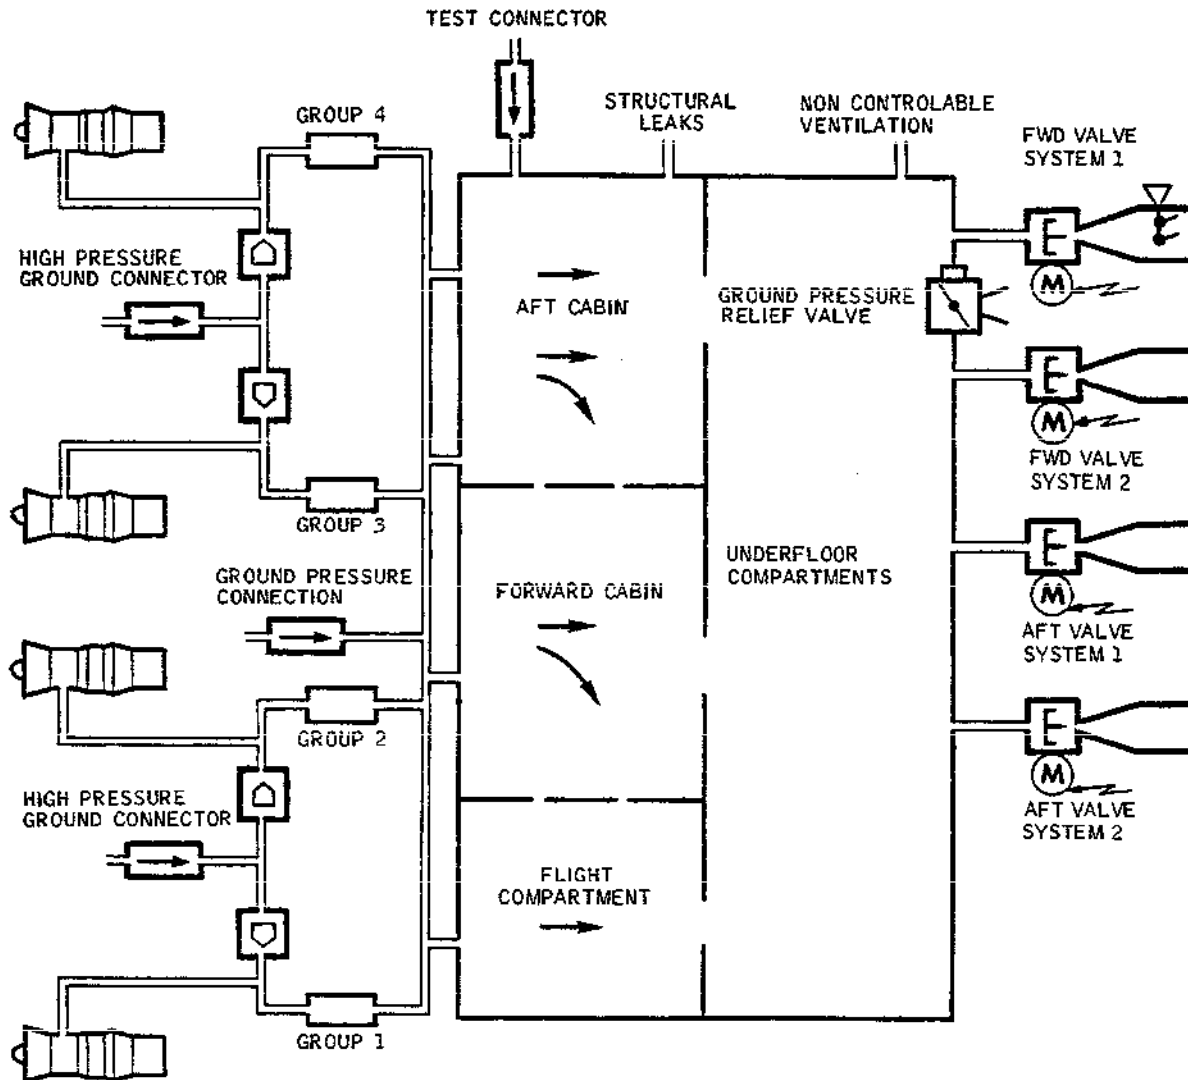 TEST CONNECTOR
GROUP 4
STRUCTURAL
LEAKS
NON CONTROLABLE
VENTILATION
FWD VALVE
SYSTEM 1
HIGH PRESSURE
GROUND CONNECTOR
M
AFT CABIN
GROUND PRESSURE
RELIEF VALVE
M
FWD VALVE
SYSTEM 2
GROUP 3
GROUND PRESSURE
CONNECTION
FORWARD CABIN
UNDERFLOOR
COMPARTMENTS
M
AFT VALVE
SYSTEM 1
GROUP 2
HIGH PRESSURE
GROUND CONNECTOR
M
AFT VALVE
SYSTEM 2
FLIGHT
COMPARTMENT
GROUP 1